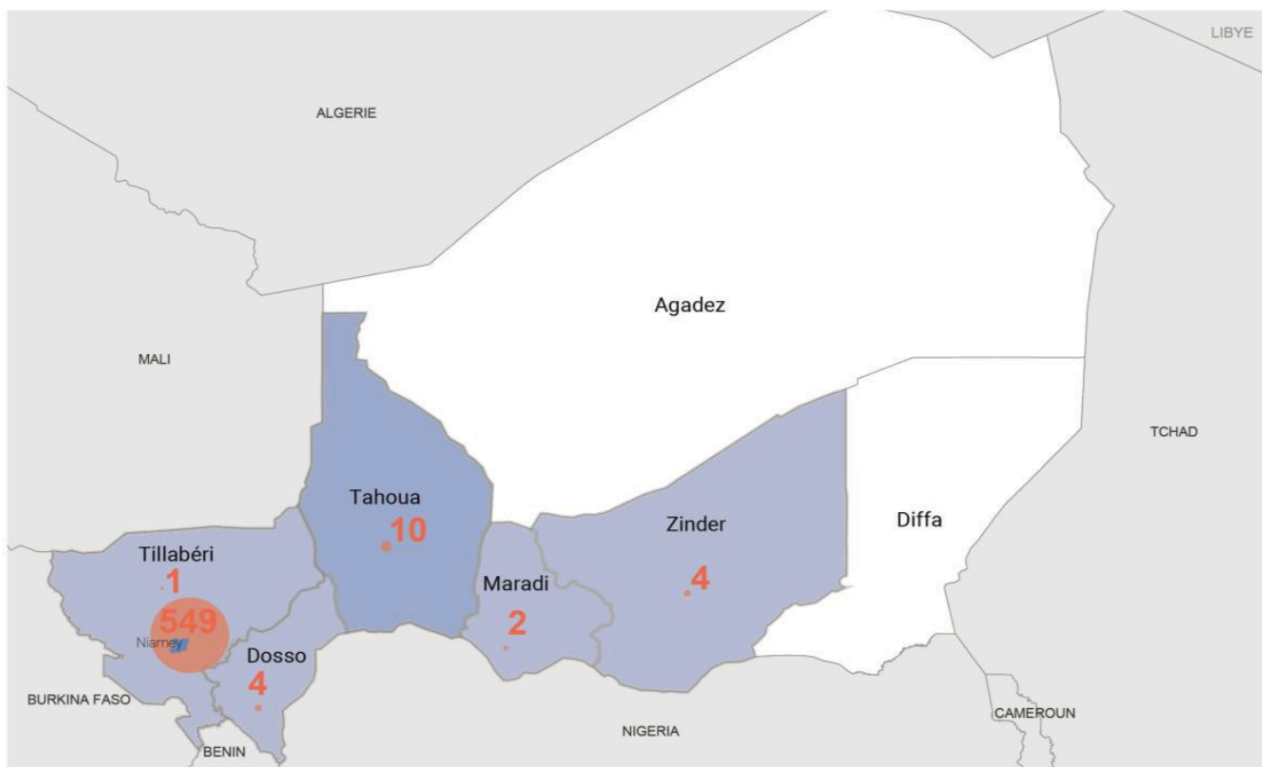 LIBYE
ALGERIE
Agadez
MALI
TCHAD
Tahoua
10
Zinder
4
Diffa
Tillabéri
1
Maradi
2
549
Niamey
Dosso
4
BURKINA FASO
CAMEROUN
NIGERIA
BENIN